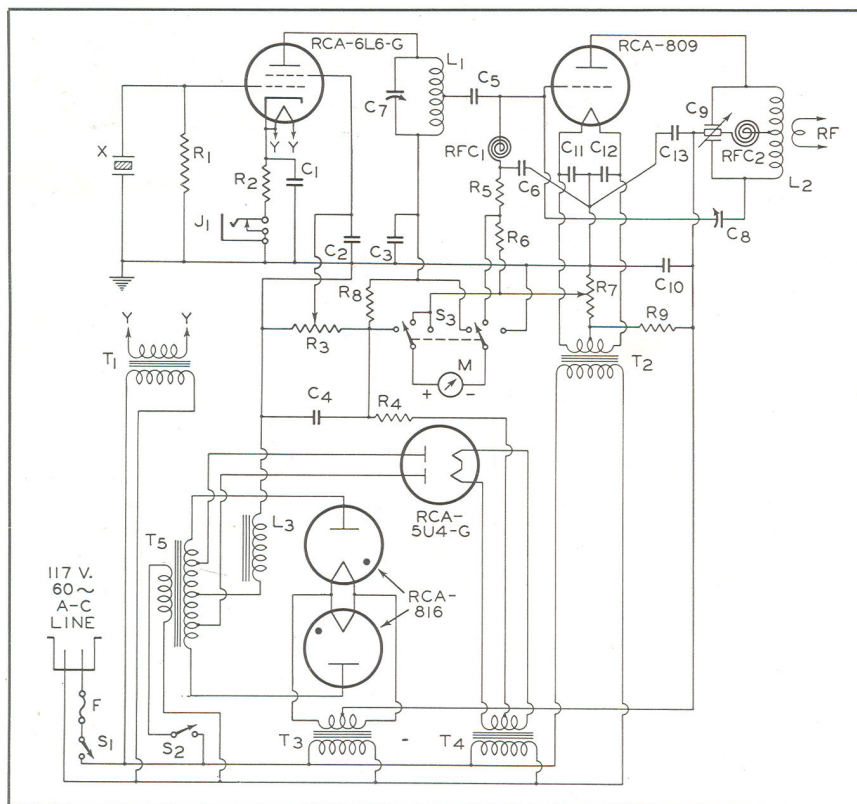 RCA-6L6-G
RCA-809
L1
C5
C7
C9
RF
RFC1
C11
C12
C13
RFC2
L2
X
R1
Y Y
C1
R2
R5
C6
J1
R6
C8
C2
C3
R7
C10
R8
S3
R9
Y Y
R3
T1
M
T2
+ -
C4
R4
RCA-
5U4-G
L3
T5
117 V.
60~
A-C
LINE
RCA-
816
F
S1
S2
T3
T4